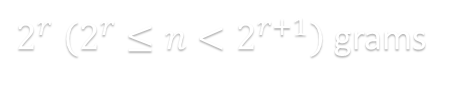 2^r (2^r ≤ n < 2^{r+1}) grams